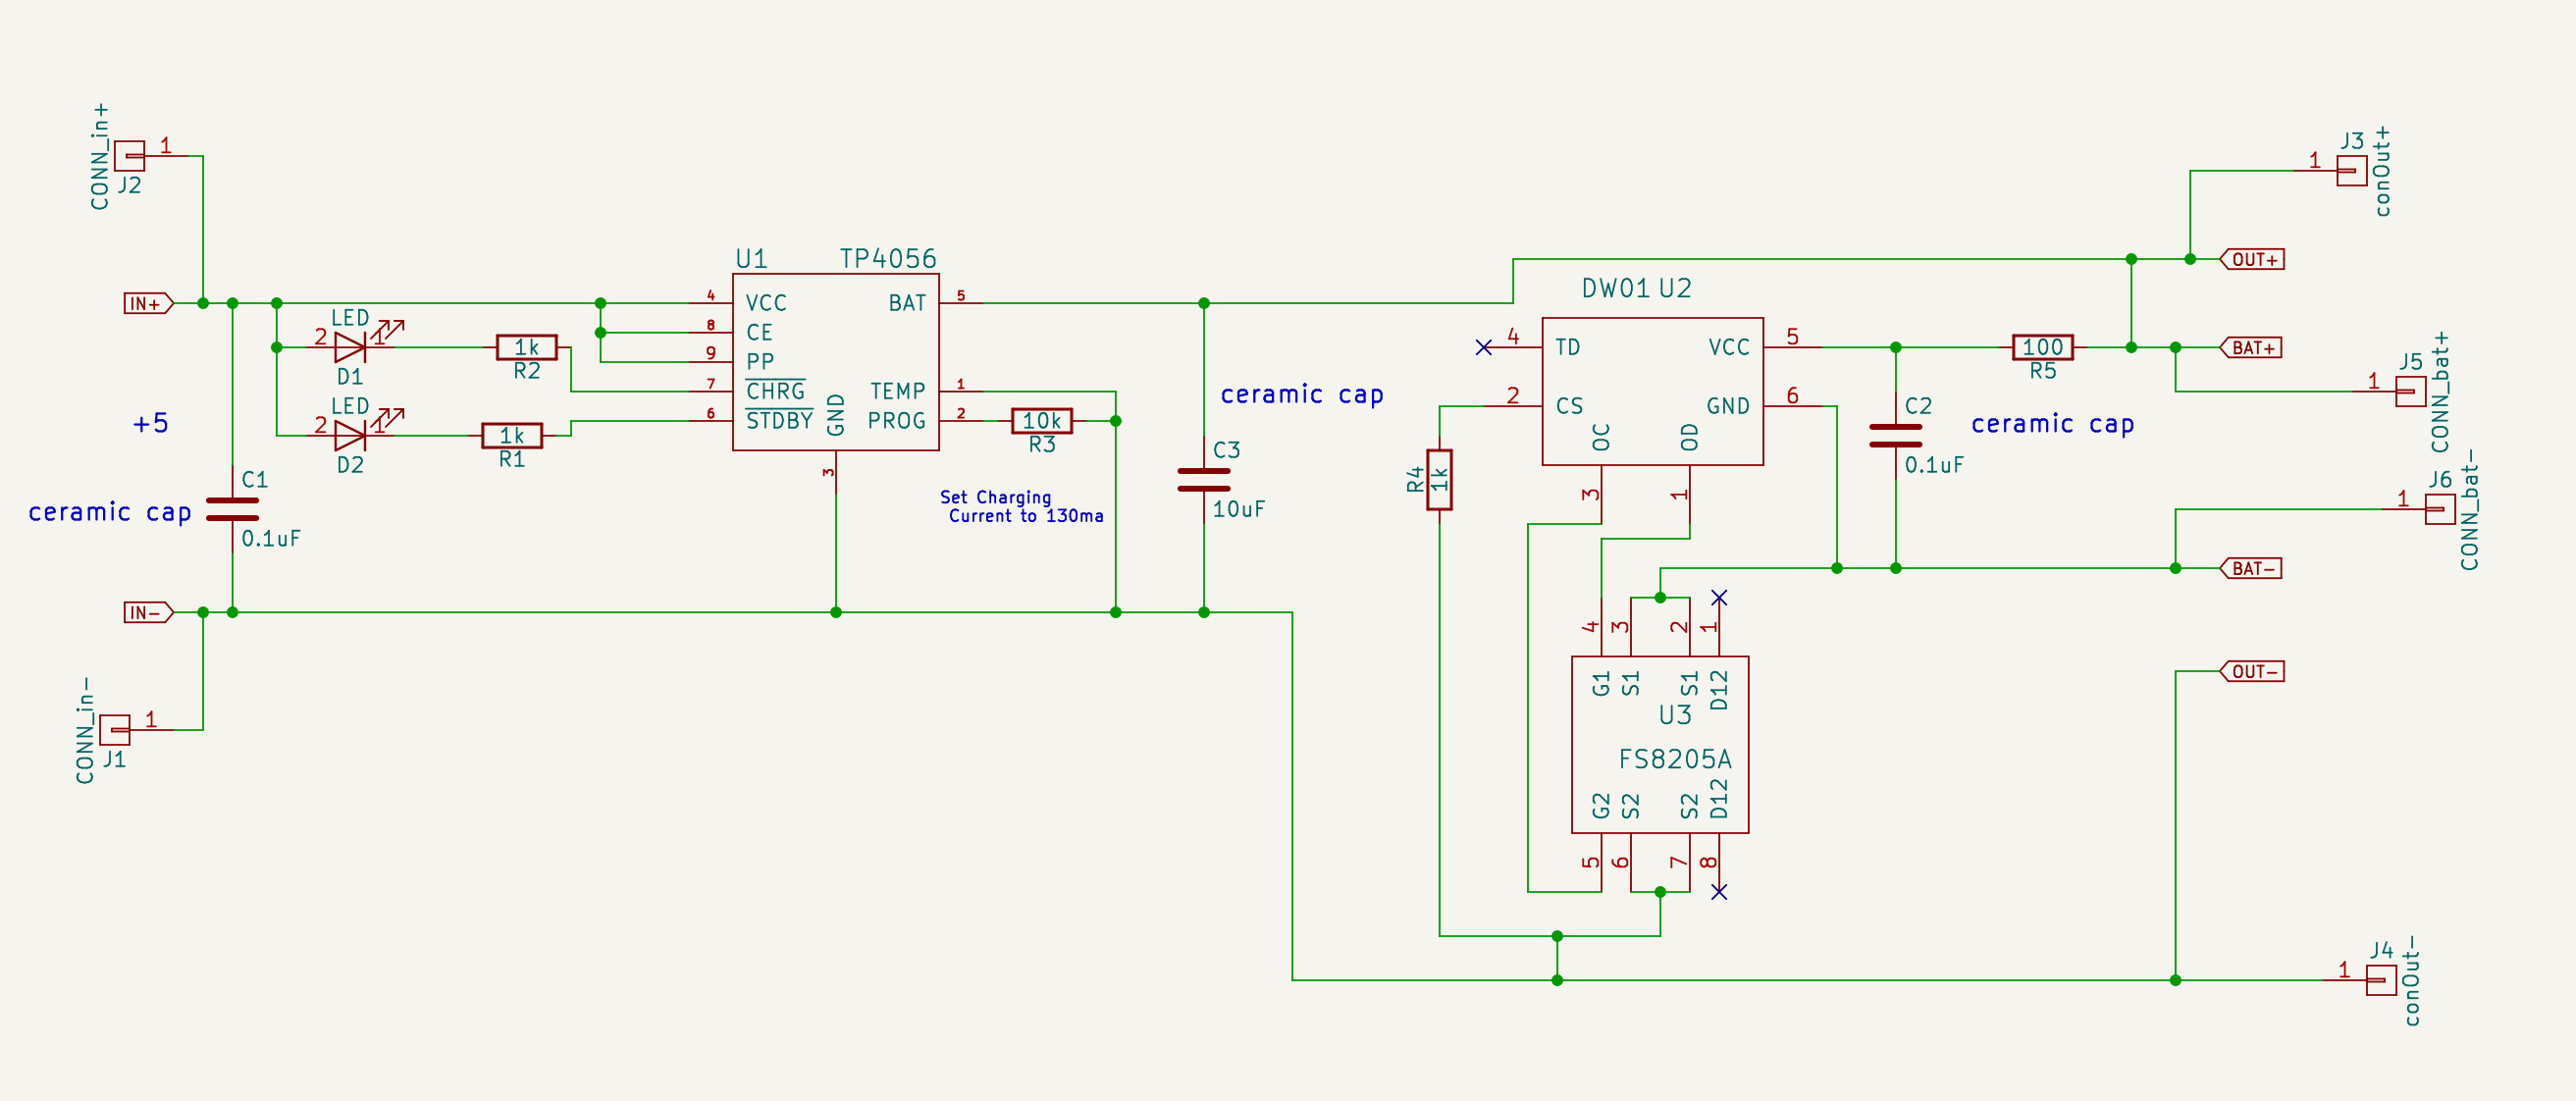 CONN_in+
1
J2
IN+
+5
ceramic cap
C1
0.1uF
IN-
CONN_in-
1
J1
LED
2
1
D1
1k
R2
LED
2
1
D2
1k
R1
U1
TP4056
4
VCC
8
CE
9
PP
7
CHRG
6
STDBY
GND
3
BAT
5
TEMP
1
PROG
2
10k
R3
Set Charging
Current to 130ma
ceramic cap
C3
10uF
DW01
U2
4
TD
2
CS
OC
3
OD
1
VCC
5
GND
6
R4
1k
C2
0.1uF
ceramic cap
100
R5
4
3
2
1
G1
S1
S1
D12
U3
FS8205A
G2
S2
S2
D12
5
6
7
8
J3
conOut+
1
OUT+
BAT+
J5
CONN_bat+
1
J6
CONN_bat-
1
BAT-
OUT-
J4
conOut-
1